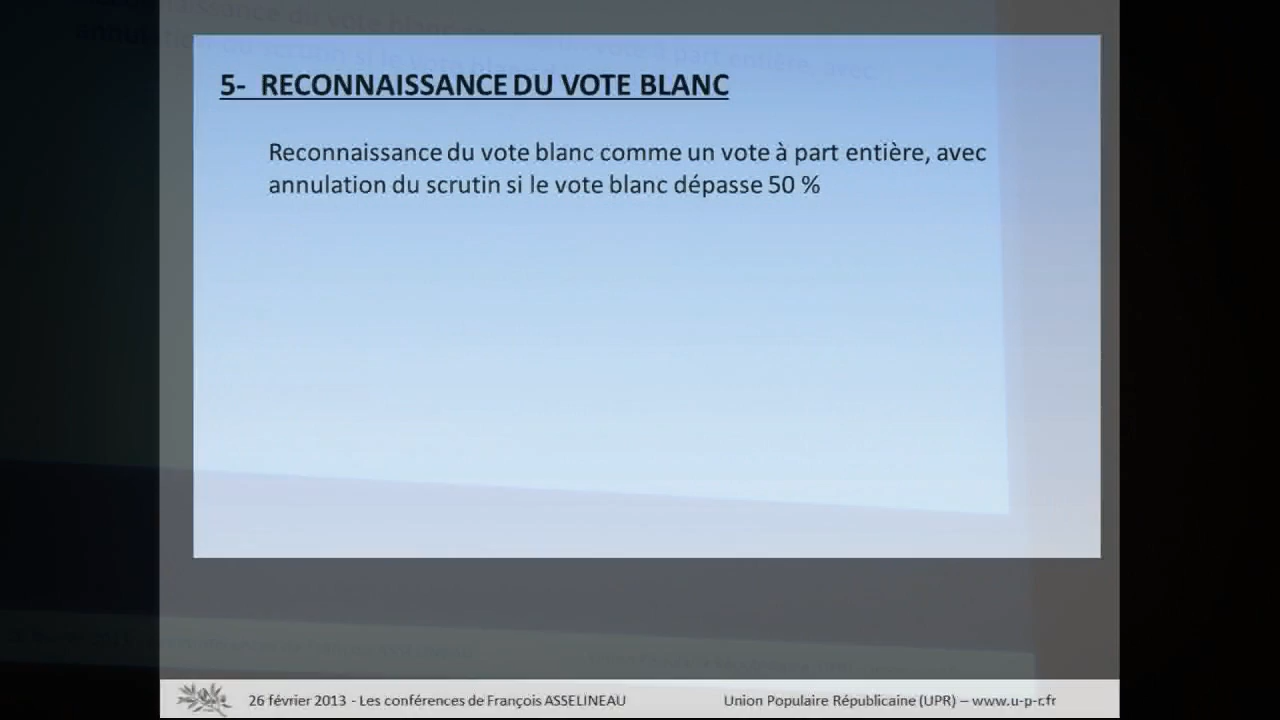 5- RECONNAISSANCE DU VOTE BLANC
Reconnaissance du vote blanc comme un vote à part entière, avec
annulation du scrutin si le vote blanc dépasse 50 %
26 février 2013 - Les conférences de François ASSELINEAU
Union Populaire Républicaine (UPR) – www.u-p-r.fr